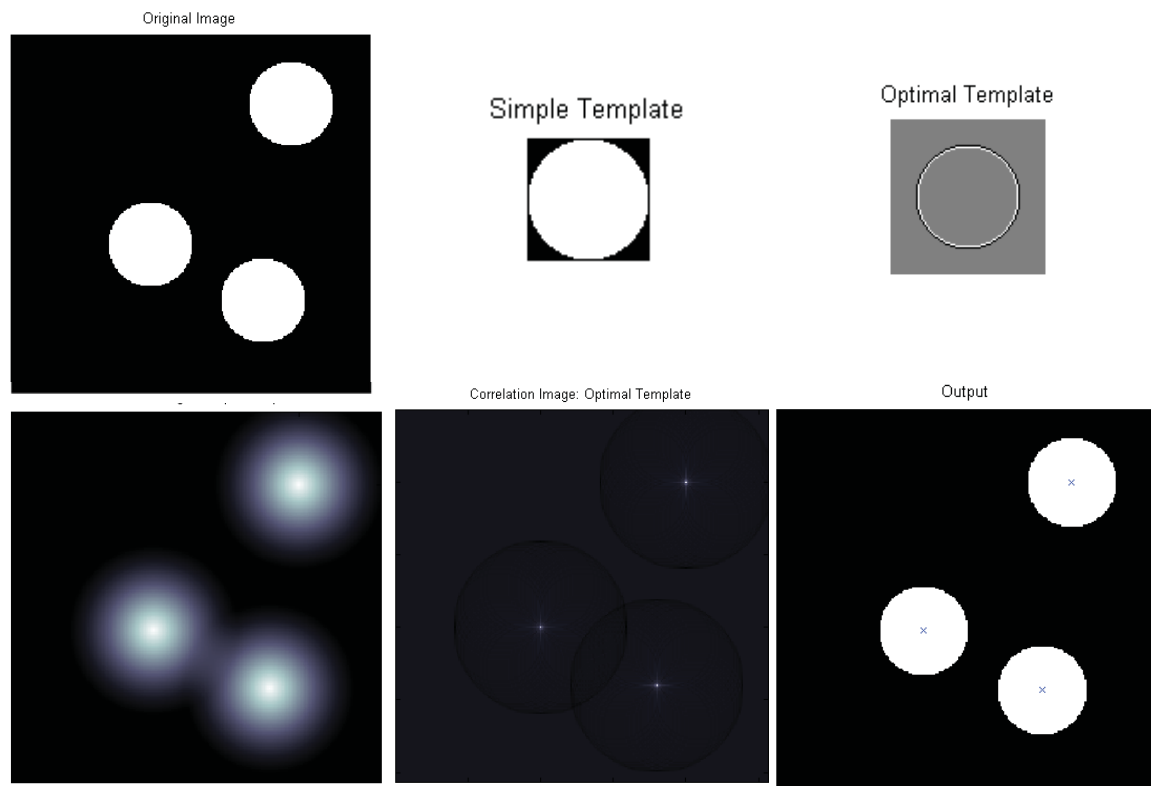 Original Image
Simple Template
Optimal Template
Correlation Image: Optimal Template
Output